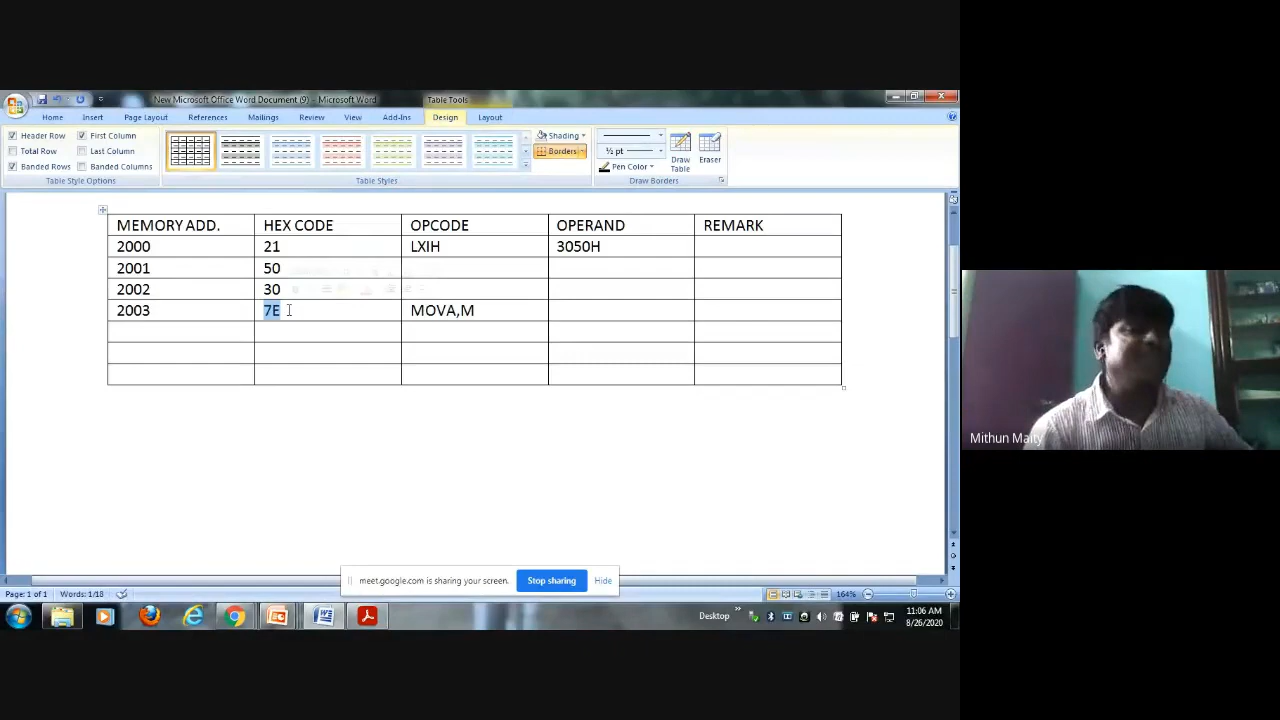 New Microsoft Office Word Document (9) - Microsoft Word
Table Tools
Home Insert Page Layout References Mailings Review View Add-Ins Design Layout
Header Row First Column
Total Row Last Column
Banded Rows Banded Columns
Table Style Options
Table Styles
Shading
Borders
½ pt
Pen Color
Draw Table
Eraser
Draw Borders
MEMORY ADD. HEX CODE OPCODE OPERAND REMARK
2000 21 LXIH 3050H
2001 50
2002 30
2003 7E MOVA,M
Mithun Maity
meet.google.com is sharing your screen. Stop sharing Hide
Page: 1 of 1 Words: 1/18 164%
Desktop
11:06 AM
8/26/2020